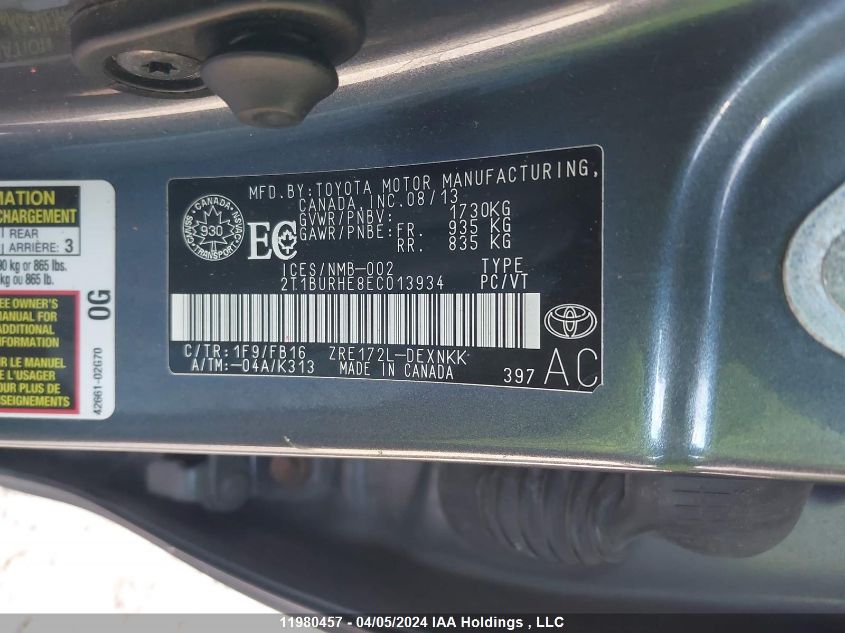 MFD.BY:TOYOTA MOTOR MANUFACTURING,
CANADA, INC.08/13
GVWR/PNBV: 1730KG
GAWR/PNBE:FR. 935 KG
RR. 835 KG
CANADA
930
TRANSPORT
EC
ICES/NMB-002 TYPE
2T1BURHE8EC013934 PC/VT
C/TR:1F9/FB16 ZRE172L-DEXNKK
A/TM:-04A/K313 MADE IN CANADA
397 AC
MATION
CHARGEMENT
REAR
ARRIÈRE: 3
kg or 865 lbs.
kg ou 865 lb.
EE OWNER'S
MANUAL FOR
ADDITIONAL
INFORMATION
R LE MANUEL
E L'USAGER
OUR PLUS DE
SEIGNEMENTS
0G
42661-02G70
11980457 - 04/05/2024 IAA Holdings , LLC